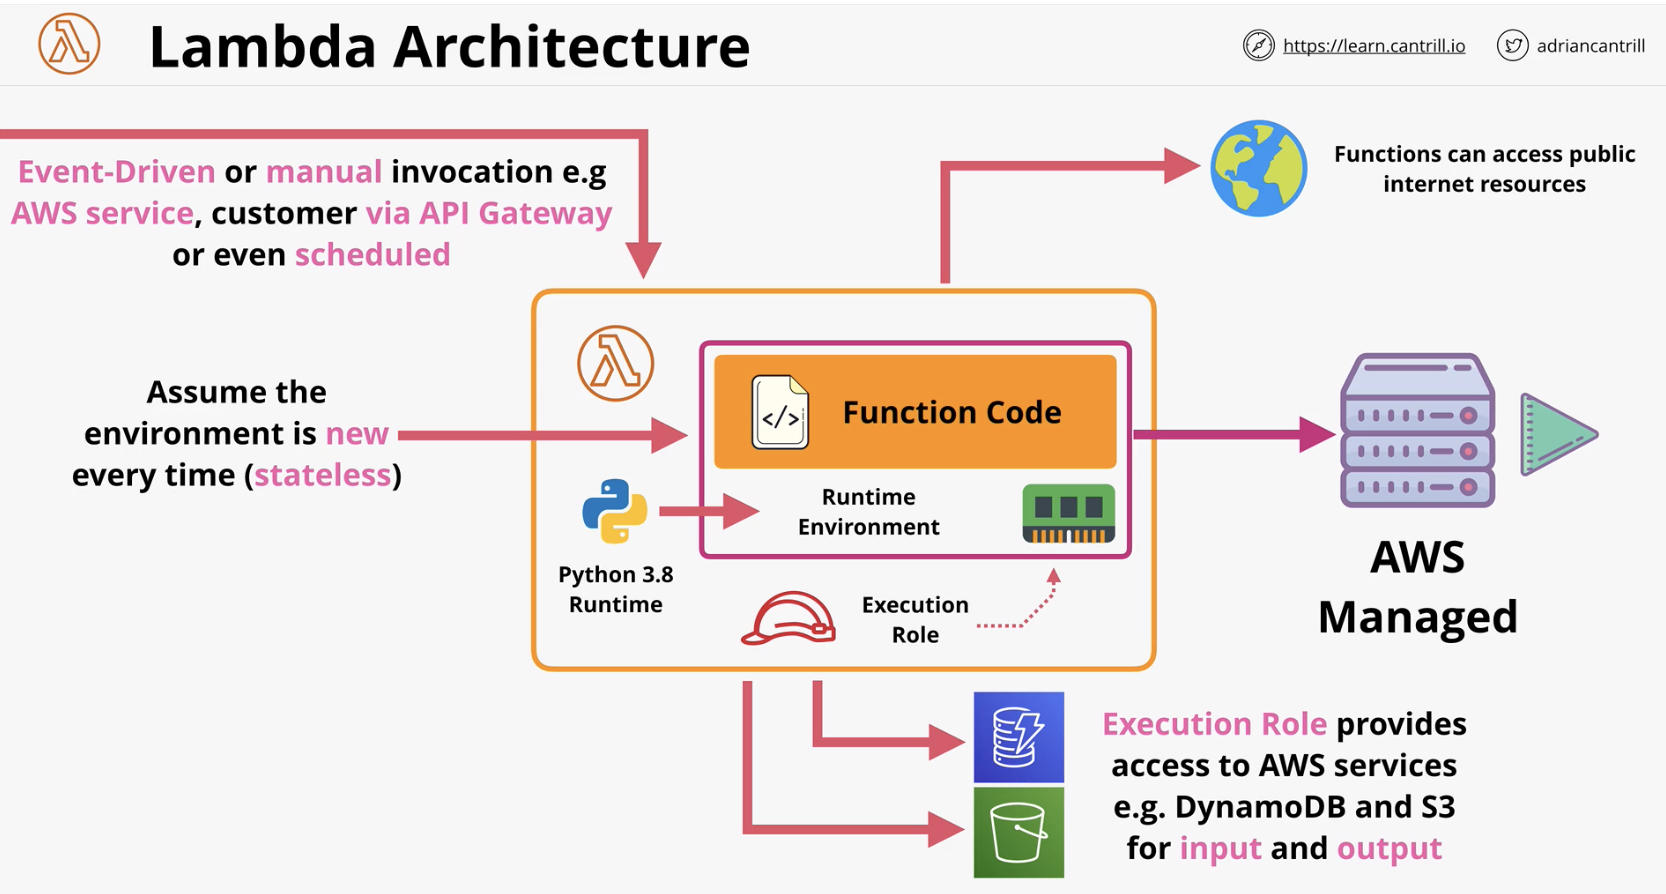 Lambda Architecture
https://learn.cantrill.io
adriancantrill
Event-Driven or manual invocation e.g
AWS service, customer via API Gateway
or even scheduled
Functions can access public
internet resources
Assume the
environment is new
every time (stateless)
</>
Function Code
Runtime
Environment
Python 3.8
Runtime
Execution
Role
AWS
Managed
Execution Role provides
access to AWS services
e.g. DynamoDB and S3
for input and output